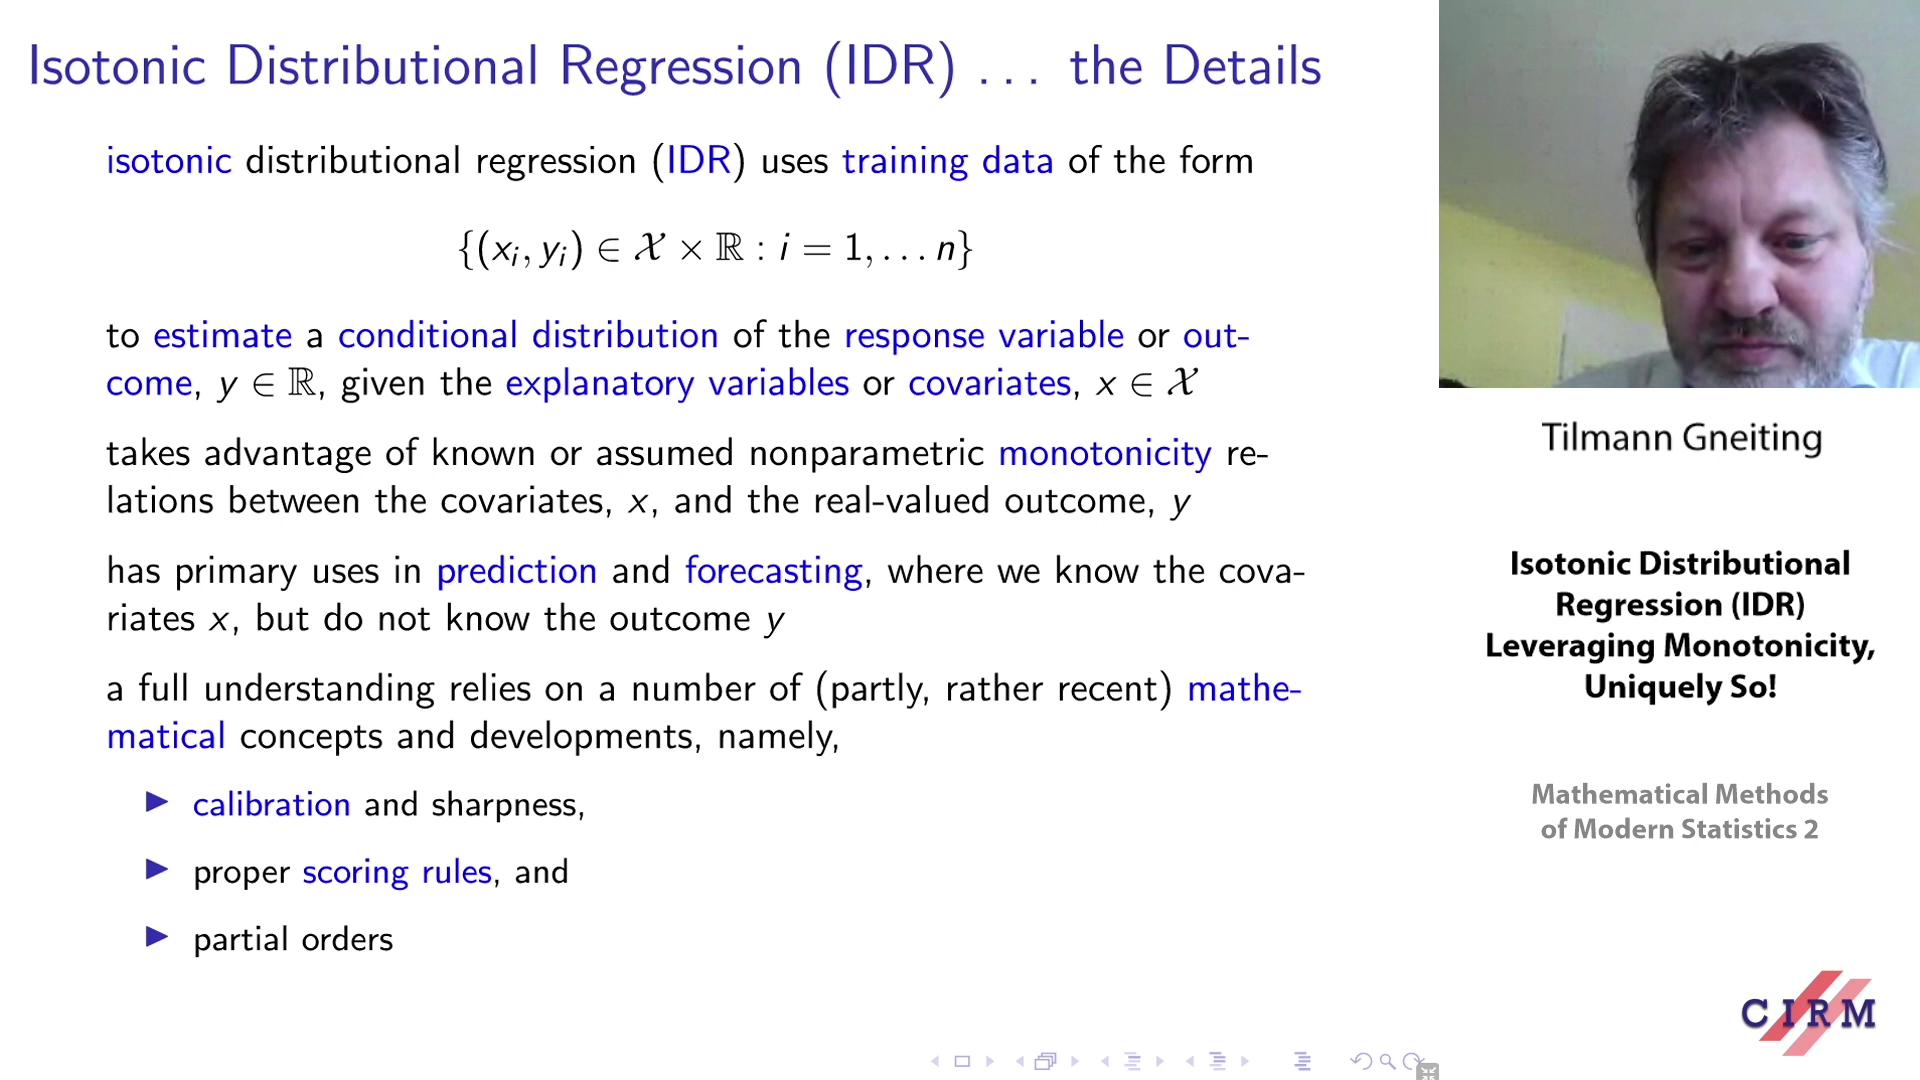 Isotonic Distributional Regression (IDR) . . . the Details
isotonic distributional regression (IDR) uses training data of the form
{(xᵢ, yᵢ) ∈ 𝒳 × ℝ : i = 1, . . . n}
to estimate a conditional distribution of the response variable or out-
come, y ∈ ℝ, given the explanatory variables or covariates, x ∈ 𝒳
takes advantage of known or assumed nonparametric monotonicity re-
lations between the covariates, x, and the real-valued outcome, y
has primary uses in prediction and forecasting, where we know the cova-
riates x, but do not know the outcome y
a full understanding relies on a number of (partly, rather recent) mathe-
matical concepts and developments, namely,
▶ calibration and sharpness,
▶ proper scoring rules, and
▶ partial orders
Tilmann Gneiting
Isotonic Distributional
Regression (IDR)
Leveraging Monotonicity,
Uniquely So!
Mathematical Methods
of Modern Statistics 2
CIRM